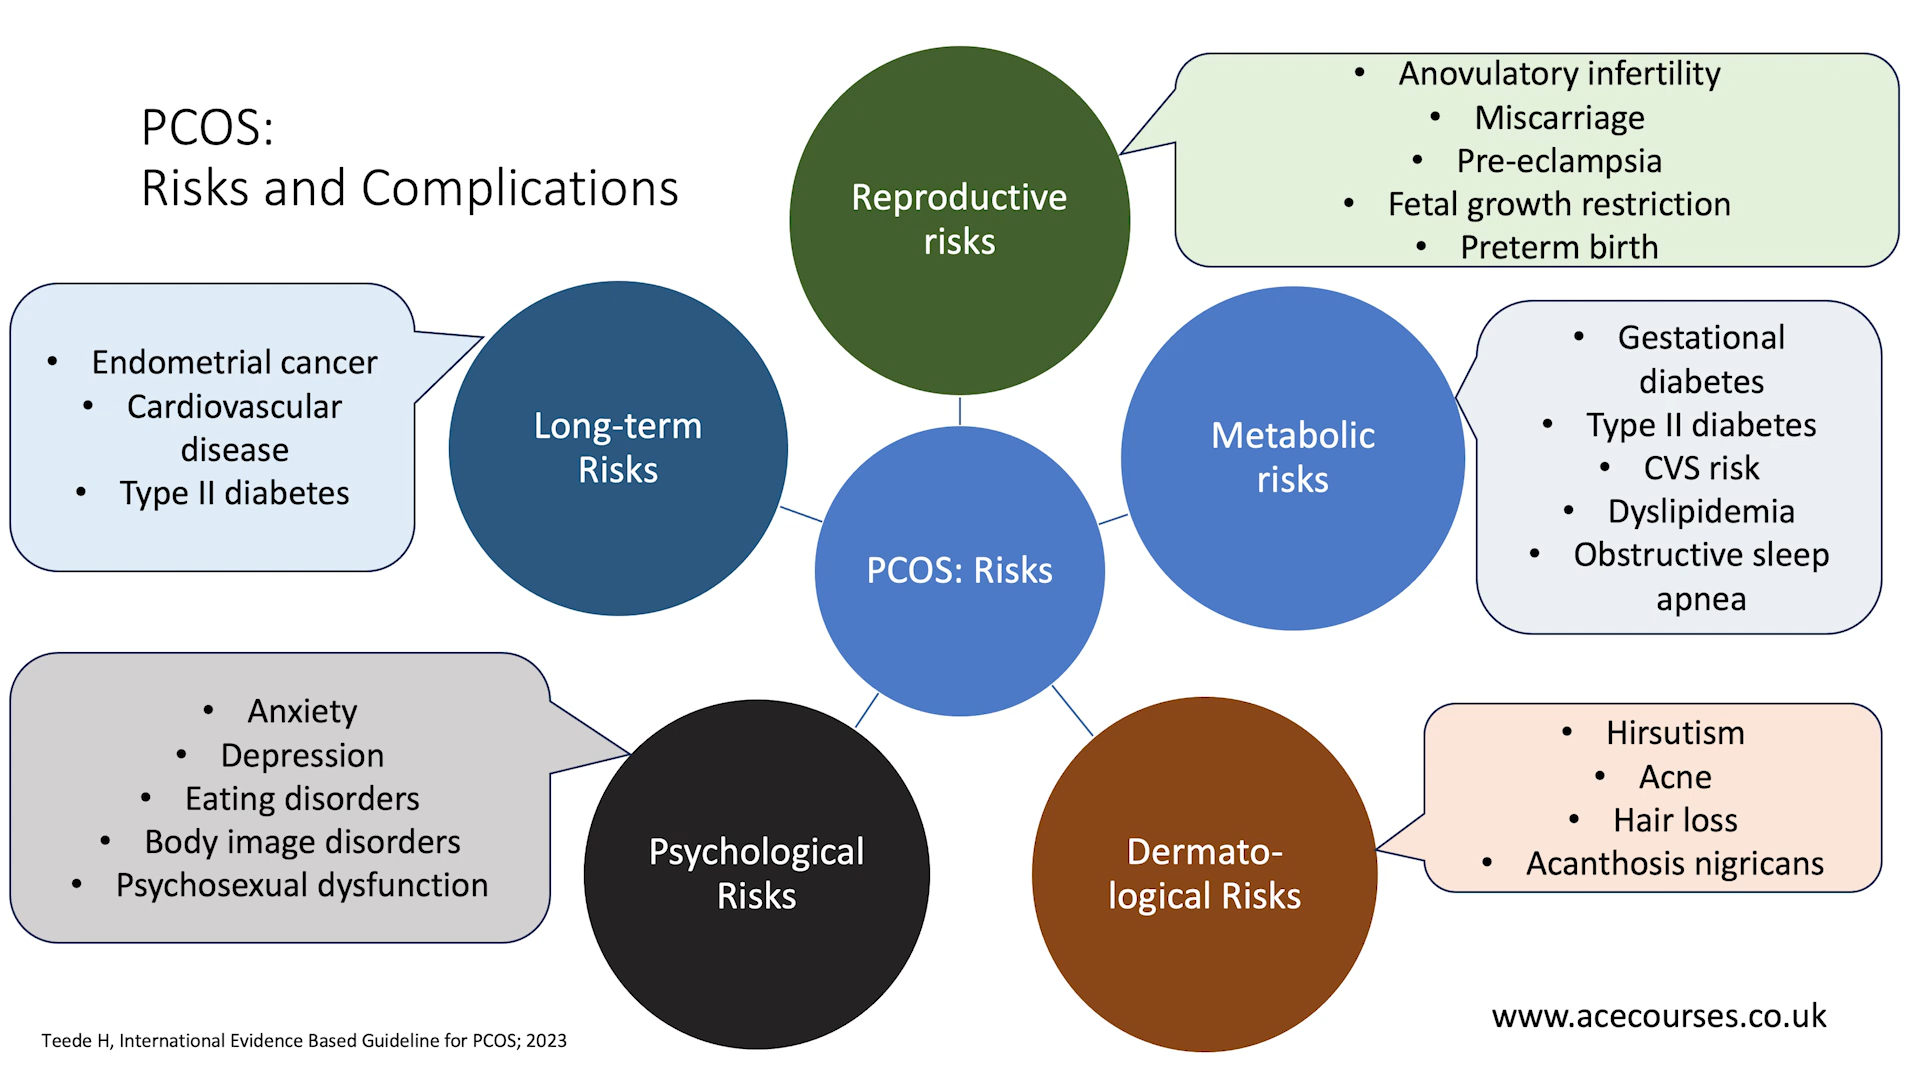 PCOS:
Risks and Complications
Reproductive
risks
• Anovulatory infertility
• Miscarriage
• Pre-eclampsia
• Fetal growth restriction
• Preterm birth
• Endometrial cancer
• Cardiovascular
disease
• Type II diabetes
Long-term
Risks
Metabolic
risks
• Gestational
diabetes
• Type II diabetes
• CVS risk
• Dyslipidemia
• Obstructive sleep
apnea
PCOS: Risks
• Anxiety
• Depression
• Eating disorders
• Body image disorders
• Psychosexual dysfunction
Psychological
Risks
Dermato-
logical Risks
• Hirsutism
• Acne
• Hair loss
• Acanthosis nigricans
Teede H, International Evidence Based Guideline for PCOS; 2023
www.acecourses.co.uk